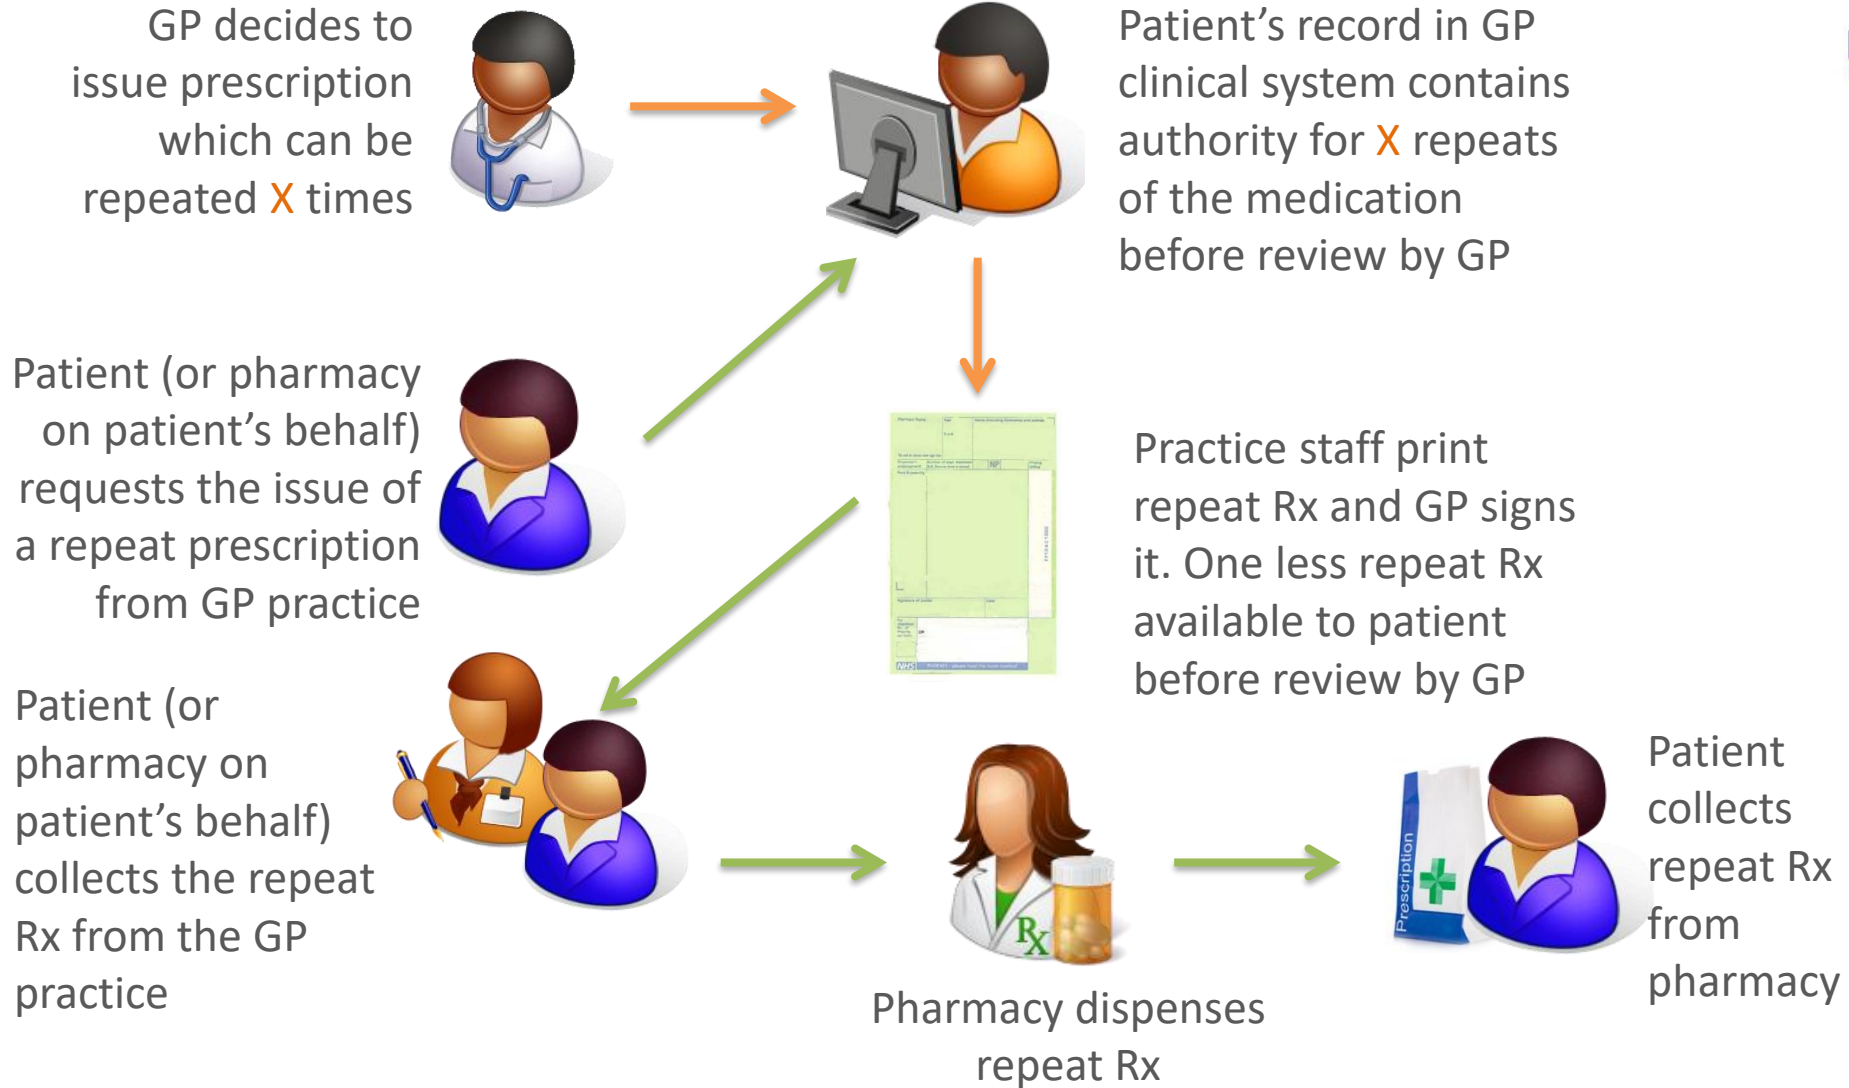 GP decides to
issue prescription
which can be
repeated X times
Patient’s record in GP
clinical system contains
authority for X repeats
of the medication
before review by GP
Patient (or pharmacy
on patient’s behalf)
requests the issue of
a repeat prescription
from GP practice
Practice staff print
repeat Rx and GP signs
it. One less repeat Rx
available to patient
before review by GP
NP
NHS
Patient (or
pharmacy on
patient’s behalf)
collects the repeat
Rx from the GP
practice
Rx
Pharmacy dispenses
repeat Rx
Prescription
Patient
collects
repeat Rx
from
pharmacy